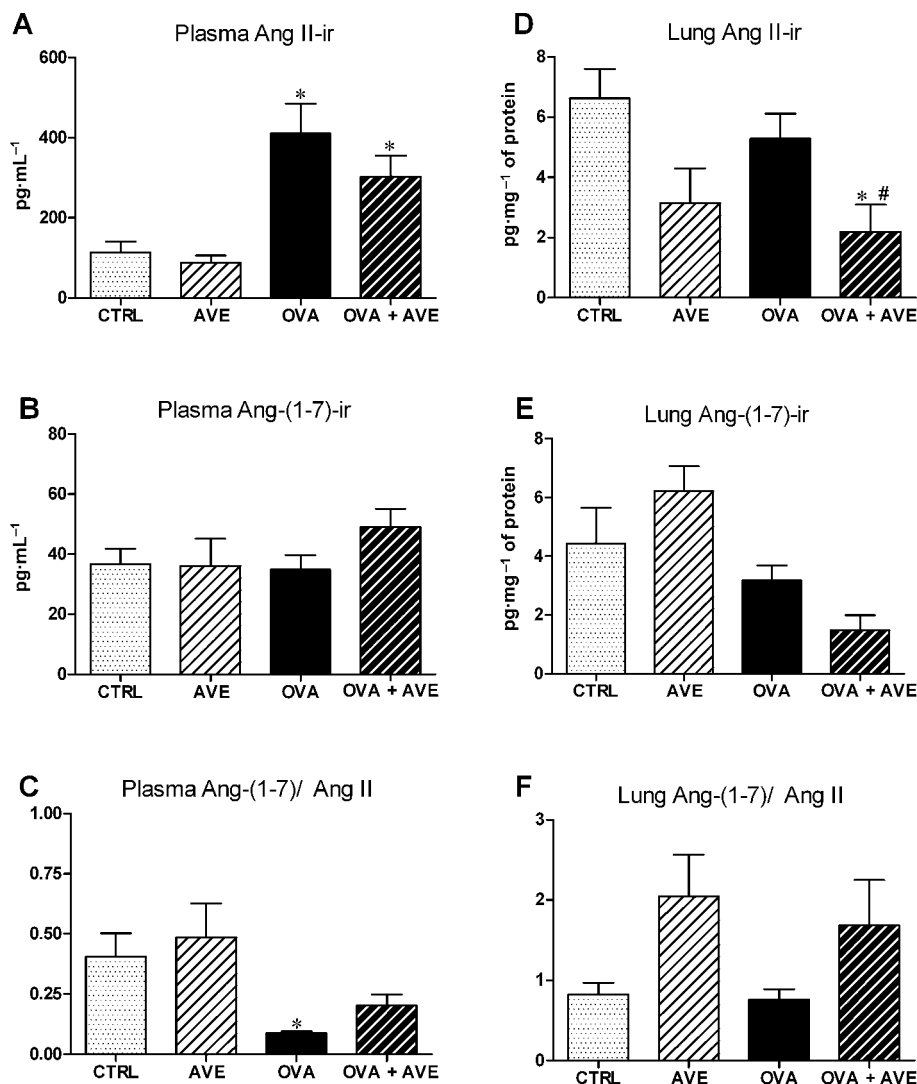 A
Plasma Ang II-ir
600
400
200
0
pg·mL⁻¹
*
*
CTRL AVE OVA OVA + AVE
D
Lung Ang II-ir
8
6
4
2
0
pg·mg⁻¹ of protein
* #
CTRL AVE OVA OVA + AVE
B
Plasma Ang-(1-7)-ir
80
60
40
20
0
pg·mL⁻¹
CTRL AVE OVA OVA + AVE
E
Lung Ang-(1-7)-ir
8
6
4
2
0
pg·mg⁻¹ of protein
CTRL AVE OVA OVA + AVE
C
Plasma Ang-(1-7)/ Ang II
1.00
0.75
0.50
0.25
0.00
*
CTRL AVE OVA OVA + AVE
F
Lung Ang-(1-7)/ Ang II
3
2
1
0
CTRL AVE OVA OVA + AVE